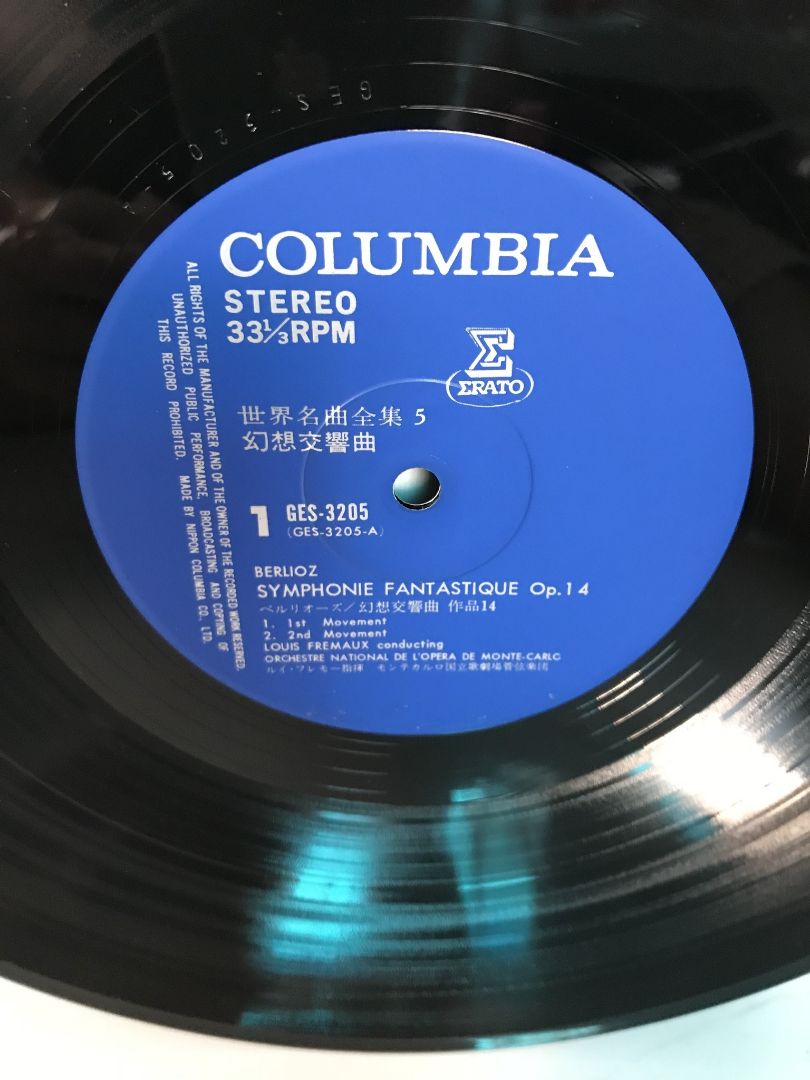 GES-3205
COLUMBIA
STEREO
33⅓RPM
Σ
ΣRATO
世界名曲全集 5
幻想交響曲
1 GES-3205
(GES-3205-A)
BERLIOZ
SYMPHONIE FANTASTIQUE Op.14
ベルリオーズ/幻想交響曲 作品14
1. 1st Movement
2. 2nd Movement
LOUIS FREMAUX conducting
ORCHESTRE NATIONAL DE L'OPERA DE MONTE-CARLO
ルイ・フレモー指揮 モンテカルロ国立歌劇場管弦楽団
ALL RIGHTS OF THE MANUFACTURER AND OF THE OWNER OF THE RECORDED WORK RESERVED.
UNAUTHORIZED PUBLIC PERFORMANCE, BROADCASTING AND COPYING OF
THIS RECORD PROHIBITED. MADE BY NIPPON COLUMBIA CO., LTD.